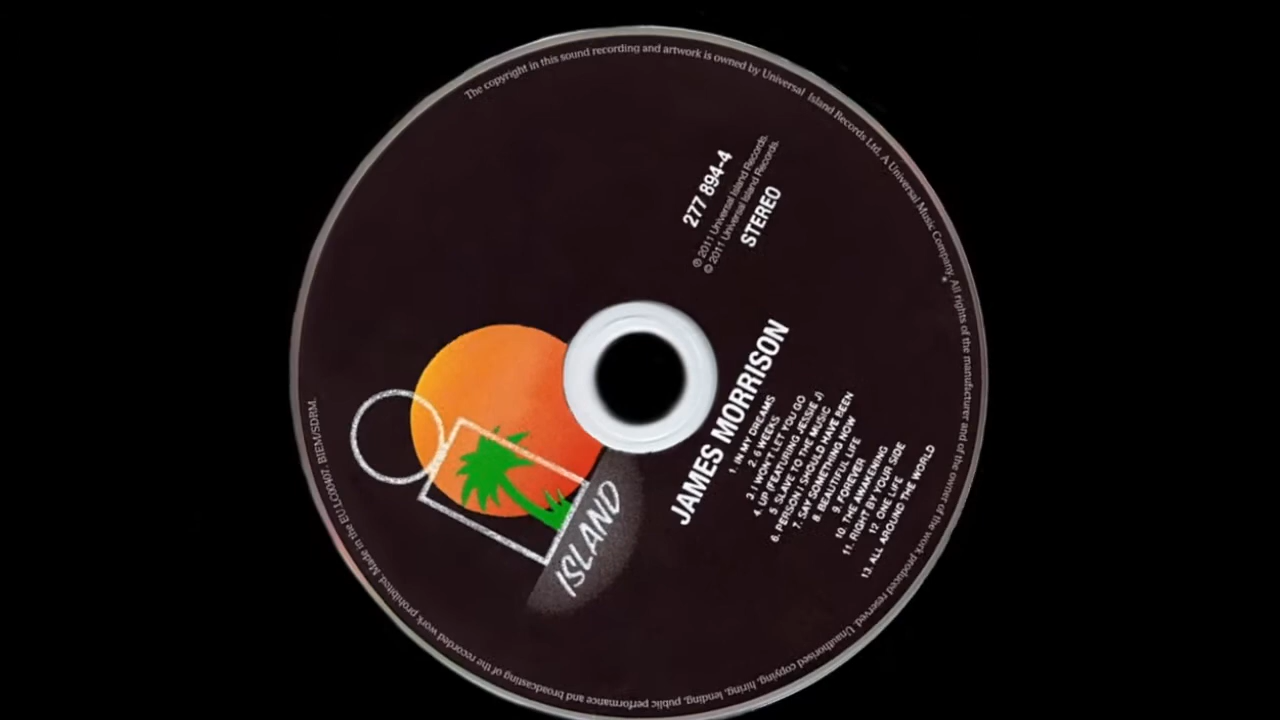 The copyright in this sound recording and artwork is owned by Universal Island Records Ltd. A Universal Music Company. All rights of the manufacturer and of the owner of the work produced reserved. Unauthorised copying, hiring, lending, public performance and broadcasting of the recorded work prohibited. Made in the EU.LC00407. BIEM/SDRM.
277 894-4
℗ 2011 Universal Island Records.
© 2011 Universal Island Records.
STEREO
ISLAND
JAMES MORRISON
1. IN MY DREAMS
2. 6 WEEKS
3. I WON'T LET YOU GO
4. UP (FEATURING JESSIE J)
5. SLAVE TO THE MUSIC
6. PERSON I SHOULD HAVE BEEN
7. SAY SOMETHING NOW
8. BEAUTIFUL LIFE
9. FOREVER
10. THE AWAKENING
11. RIGHT BY YOUR SIDE
12. ONE LIFE
13. ALL AROUND THE WORLD